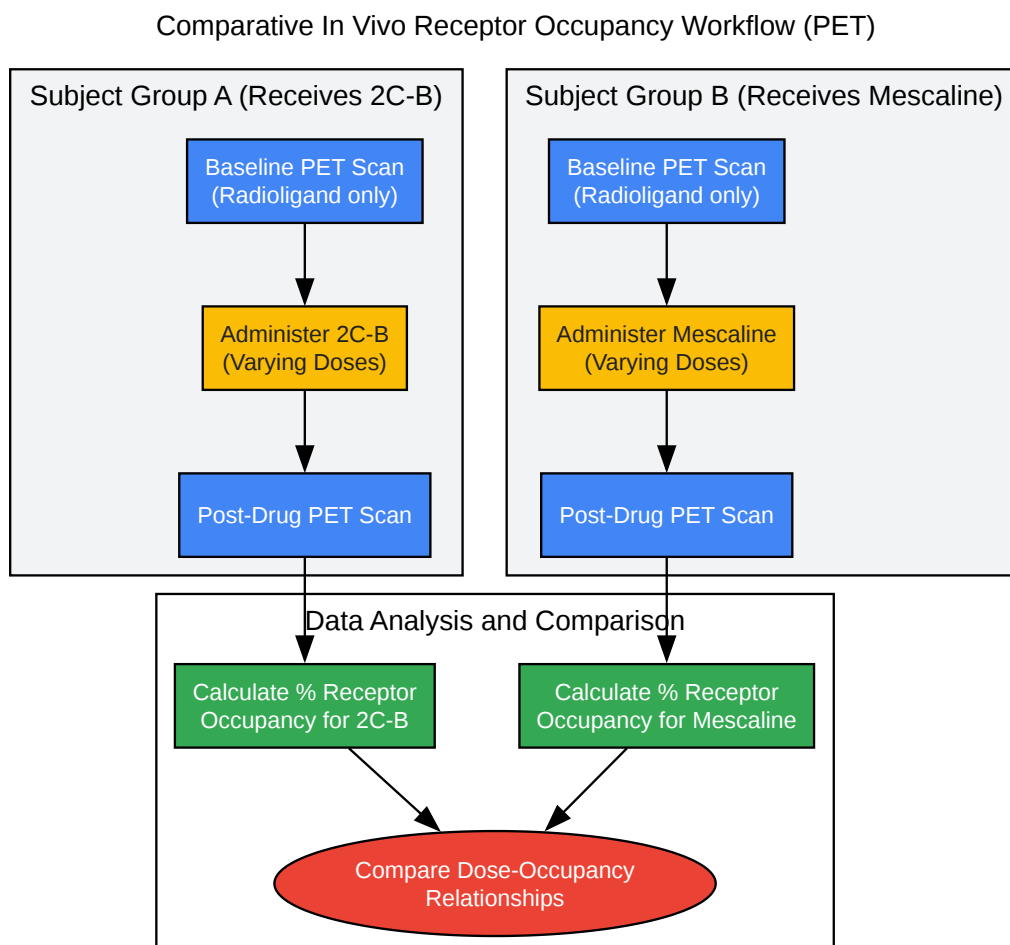 Comparative In Vivo Receptor Occupancy Workflow (PET)
Subject Group A (Receives 2C-B)
Baseline PET Scan
(Radioligand only)
Administer 2C-B
(Varying Doses)
Post-Drug PET Scan
Subject Group B (Receives Mescaline)
Baseline PET Scan
(Radioligand only)
Administer Mescaline
(Varying Doses)
Post-Drug PET Scan
Data Analysis and Comparison
Calculate % Receptor
Occupancy for 2C-B
Calculate % Receptor
Occupancy for Mescaline
Compare Dose-Occupancy
Relationships